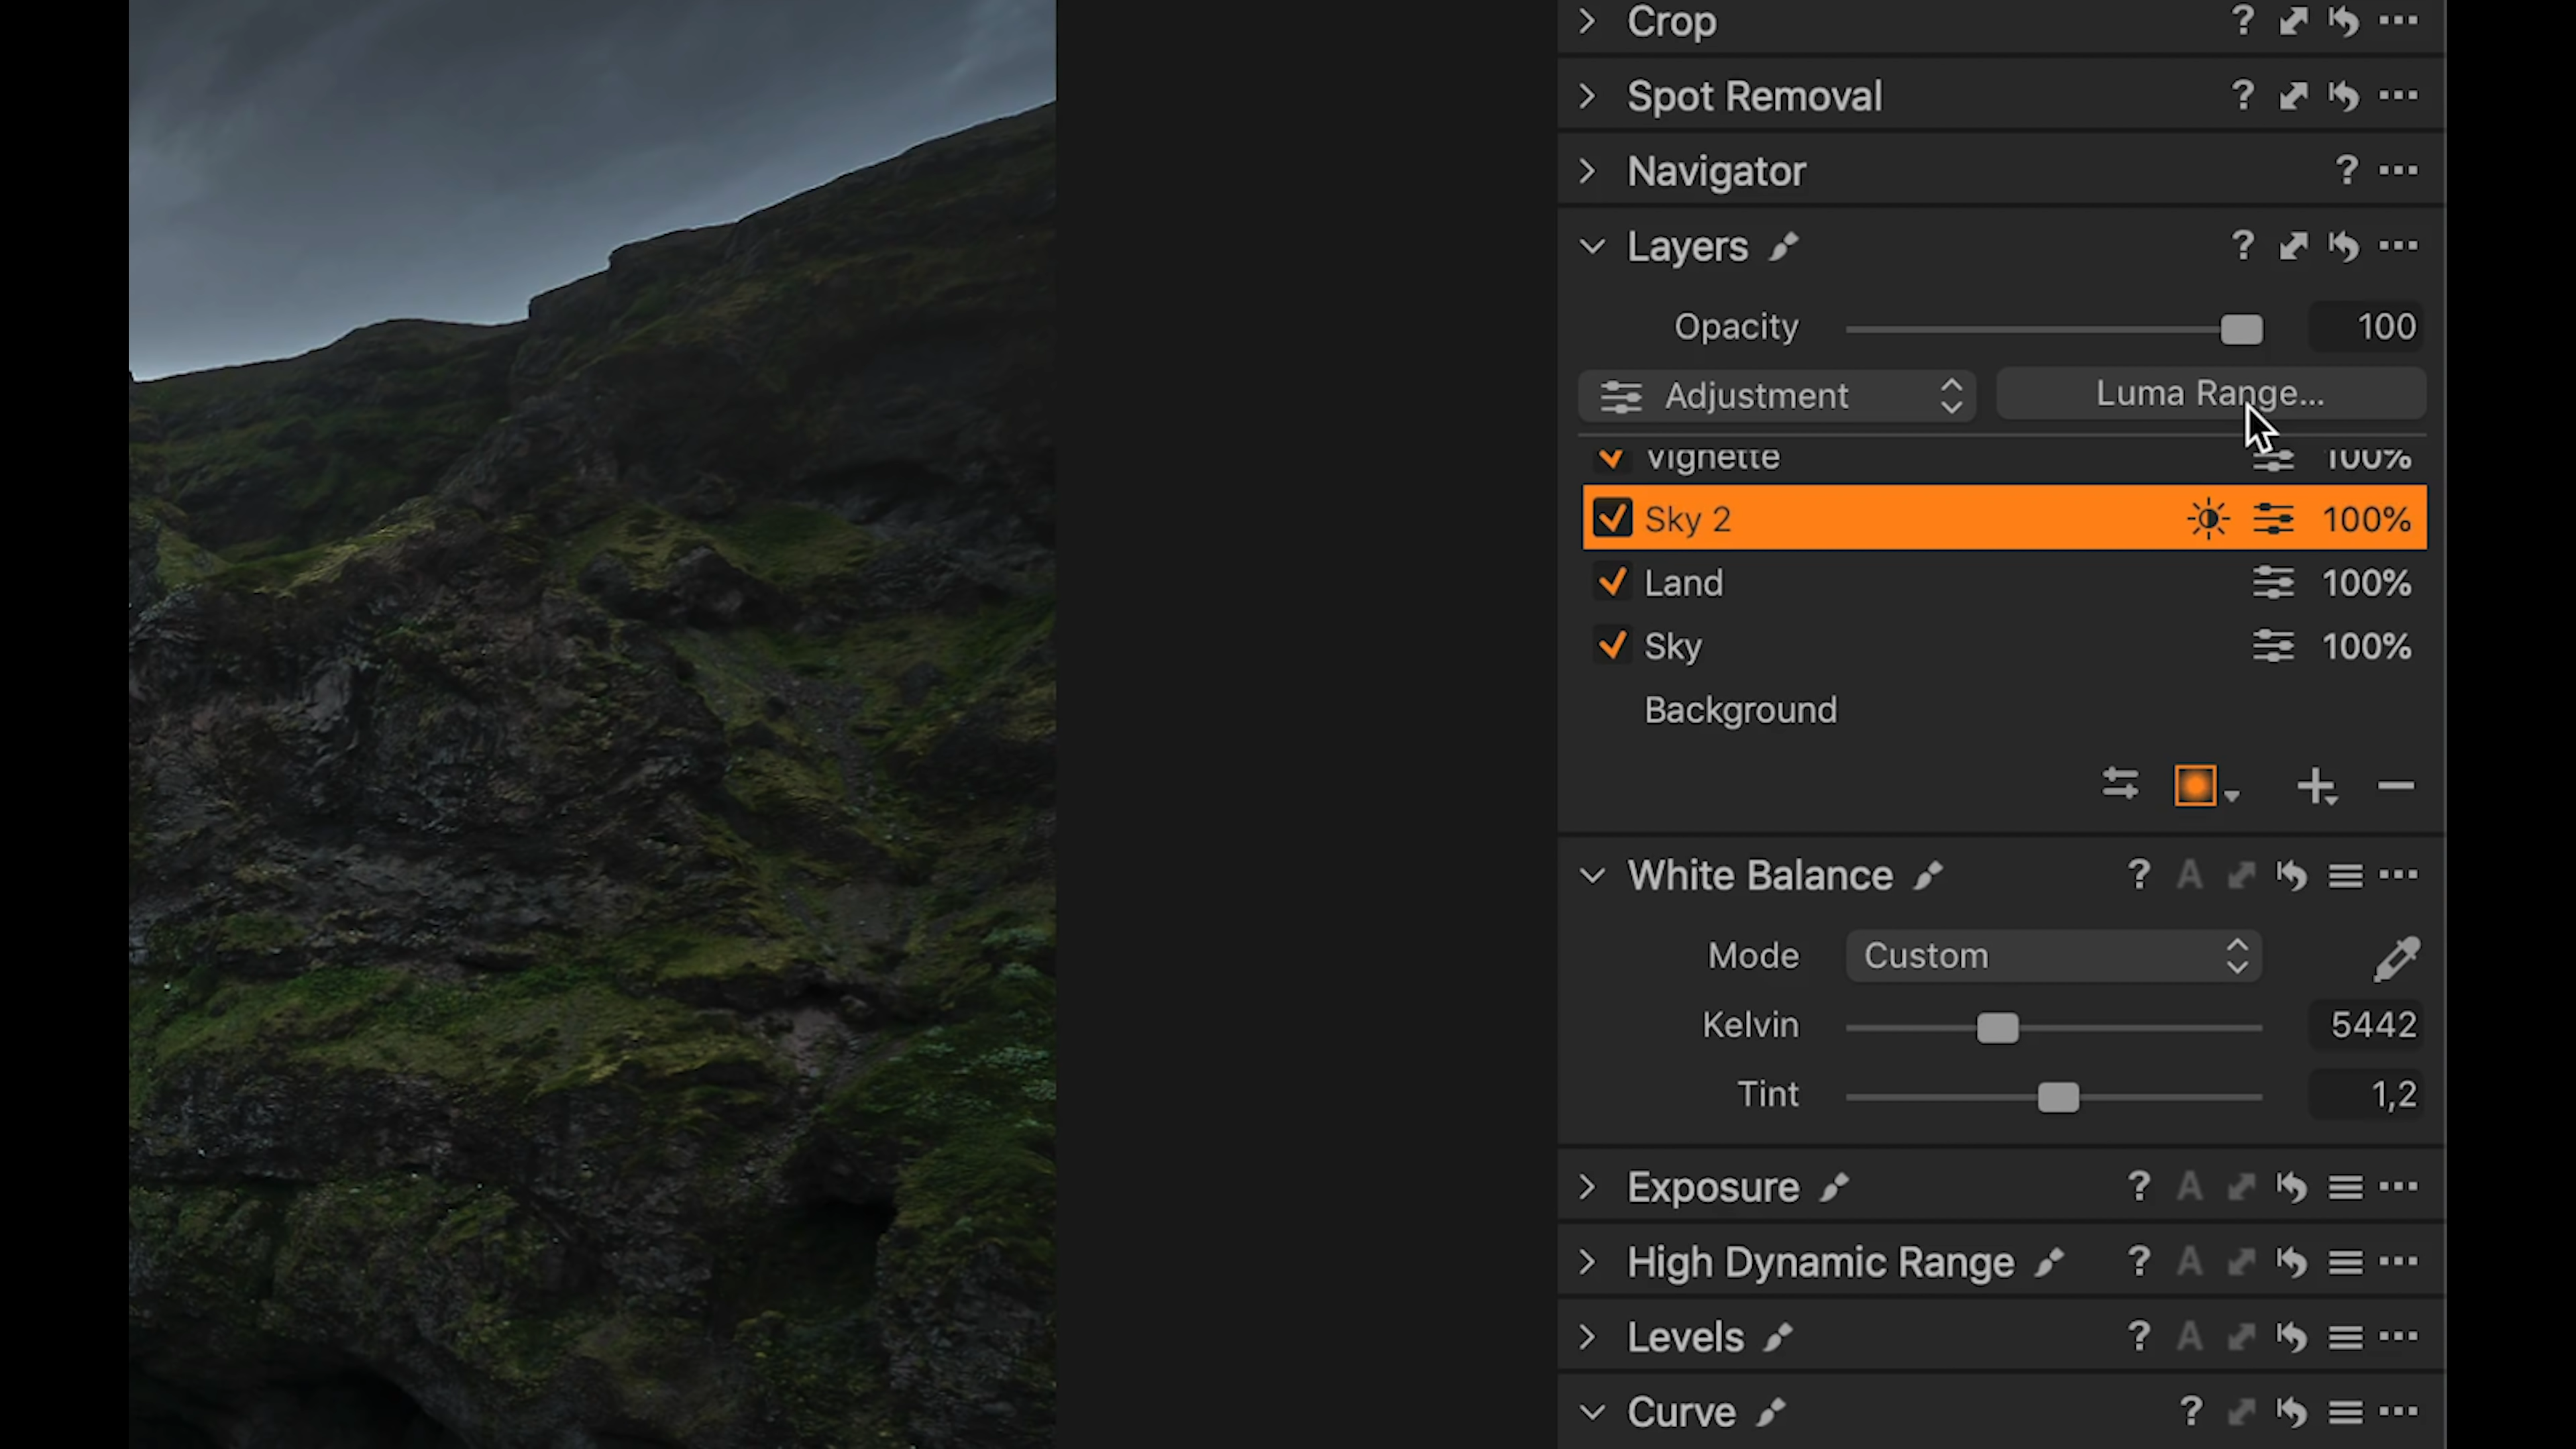 Crop ?
Spot Removal ?
Navigator ?
Layers ?
Opacity 100
Adjustment Luma Range...
Vignette 100%
Sky 2 100%
Land 100%
Sky 100%
Background
White Balance ? A
Mode Custom
Kelvin 5442
Tint 1,2
Exposure ? A
High Dynamic Range ? A
Levels ? A
Curve ?